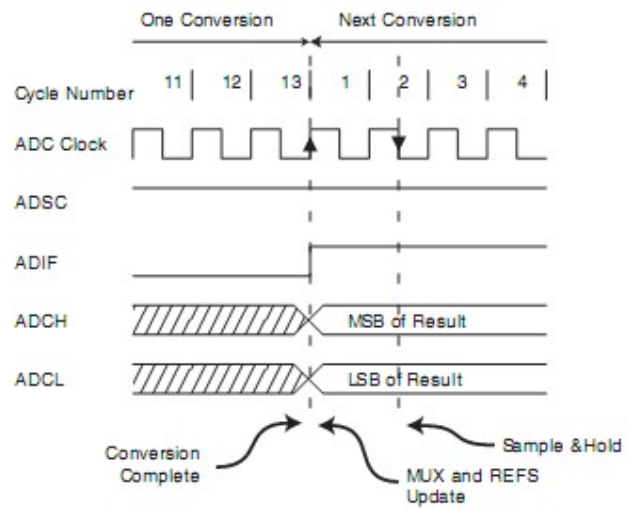 One Conversion Next Conversion
Cycle Number 11 12 13 1 2 3 4
ADC Clock
ADSC
ADIF
ADCH MSB of Result
ADCL LSB of Result
Conversion Complete
MUX and REFS Update
Sample & Hold